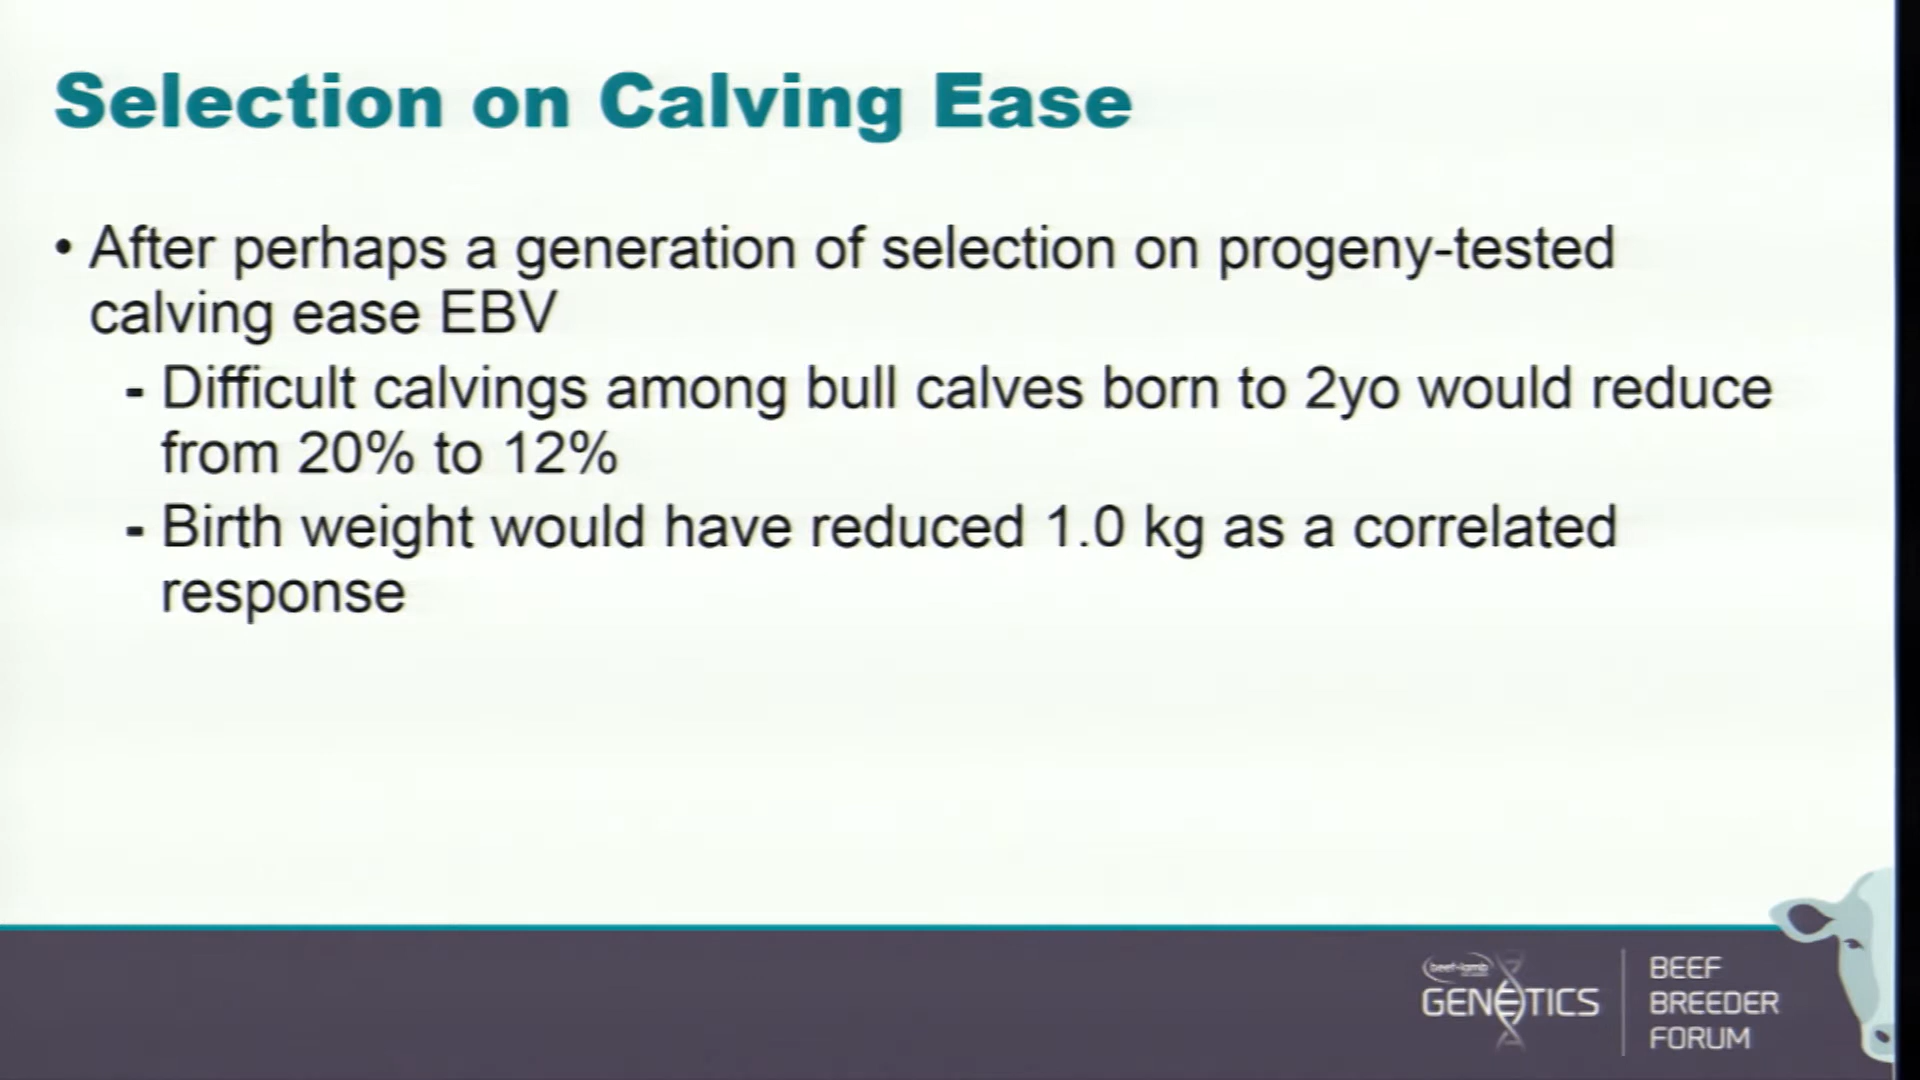 Selection on Calving Ease
• After perhaps a generation of selection on progeny-tested
calving ease EBV
- Difficult calvings among bull calves born to 2yo would reduce
from 20% to 12%
- Birth weight would have reduced 1.0 kg as a correlated
response
beef+lamb
GENETICS
BEEF
BREEDER
FORUM